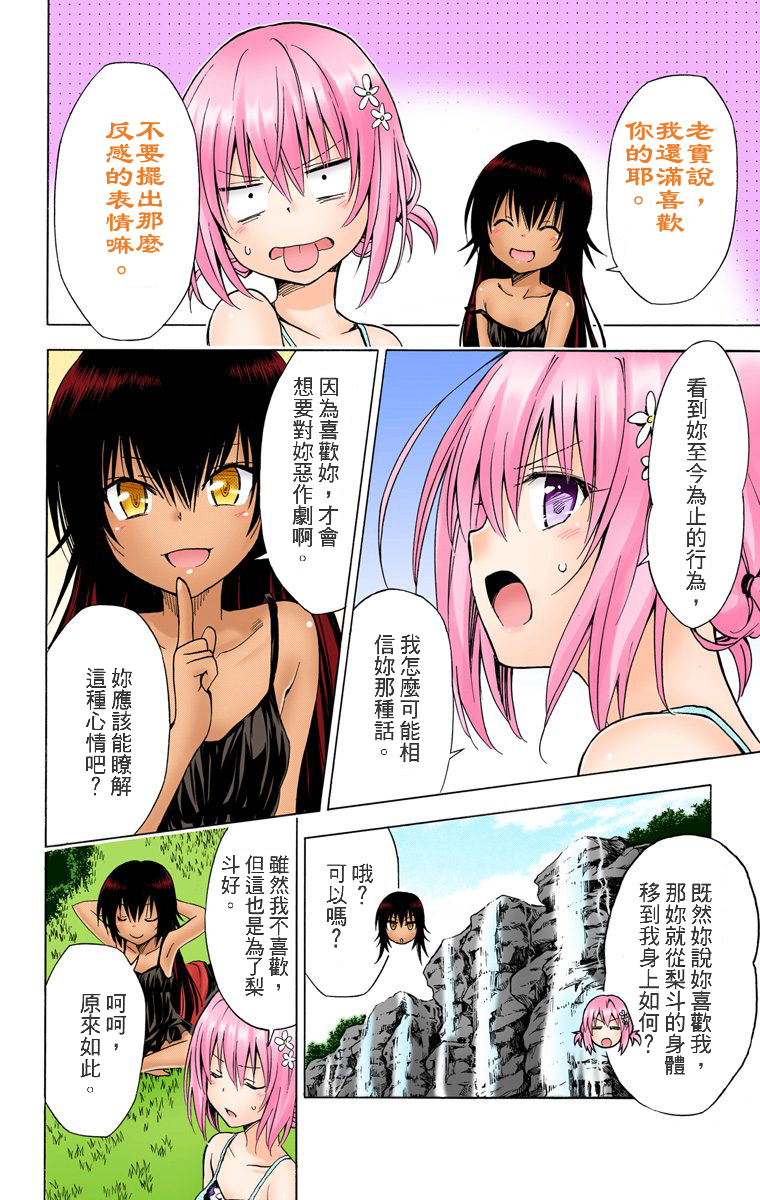 老實說，
我還滿喜歡
你的耶。
不要擺出那麼
反感的表情嘛。
看到妳至今為止的行為，
我怎麼可能相
信妳那種話。
因為喜歡妳，才會
想要對妳惡作劇啊。
妳應該能瞭解
這種心情吧？
既然妳說妳喜歡我，
那妳就從梨斗的身體
移到我身上如何？
哦？
可以嗎？
雖然我不喜歡，
但這也是為了梨
斗好。
呵呵，
原來如此。